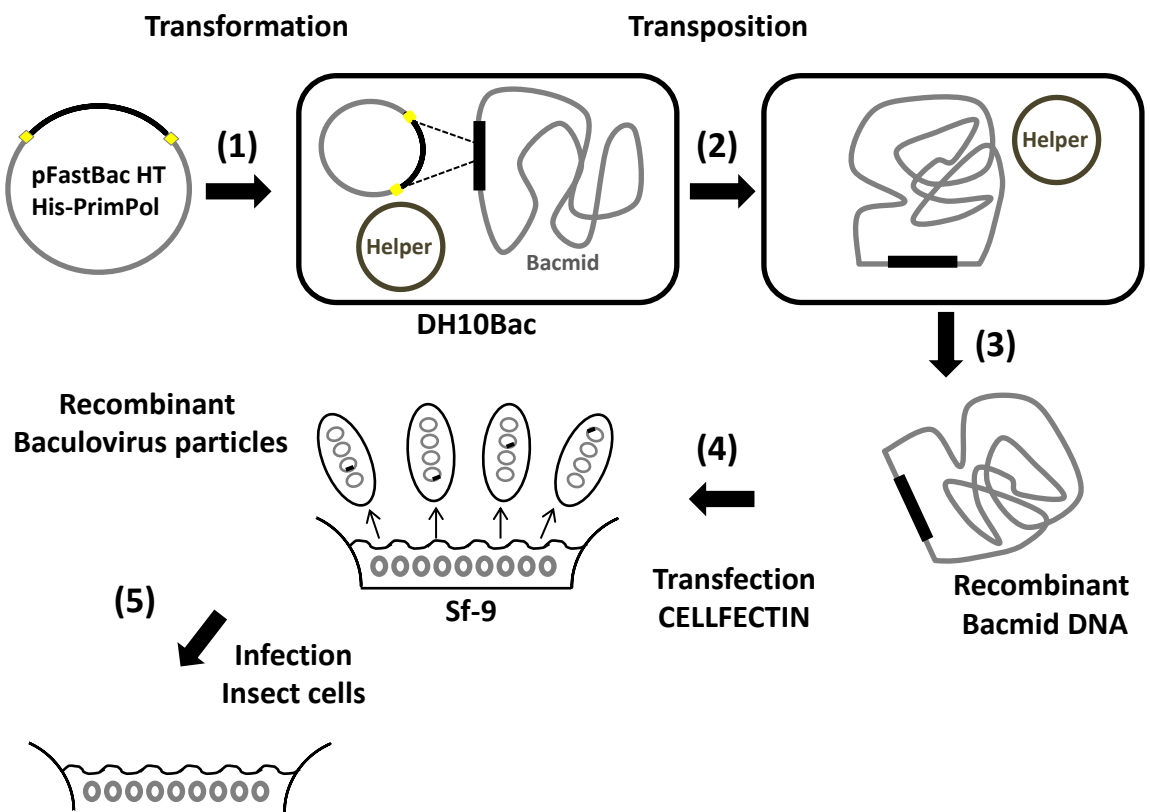 Transformation
Transposition
pFastBac HT
His-PrimPol
(1)
Helper
Bacmid
DH10Bac
(2)
Helper
(3)
Recombinant
Bacmid DNA
(4)
Transfection
CELLFECTIN
Recombinant
Baculovirus particles
Sf-9
(5)
Infection
Insect cells